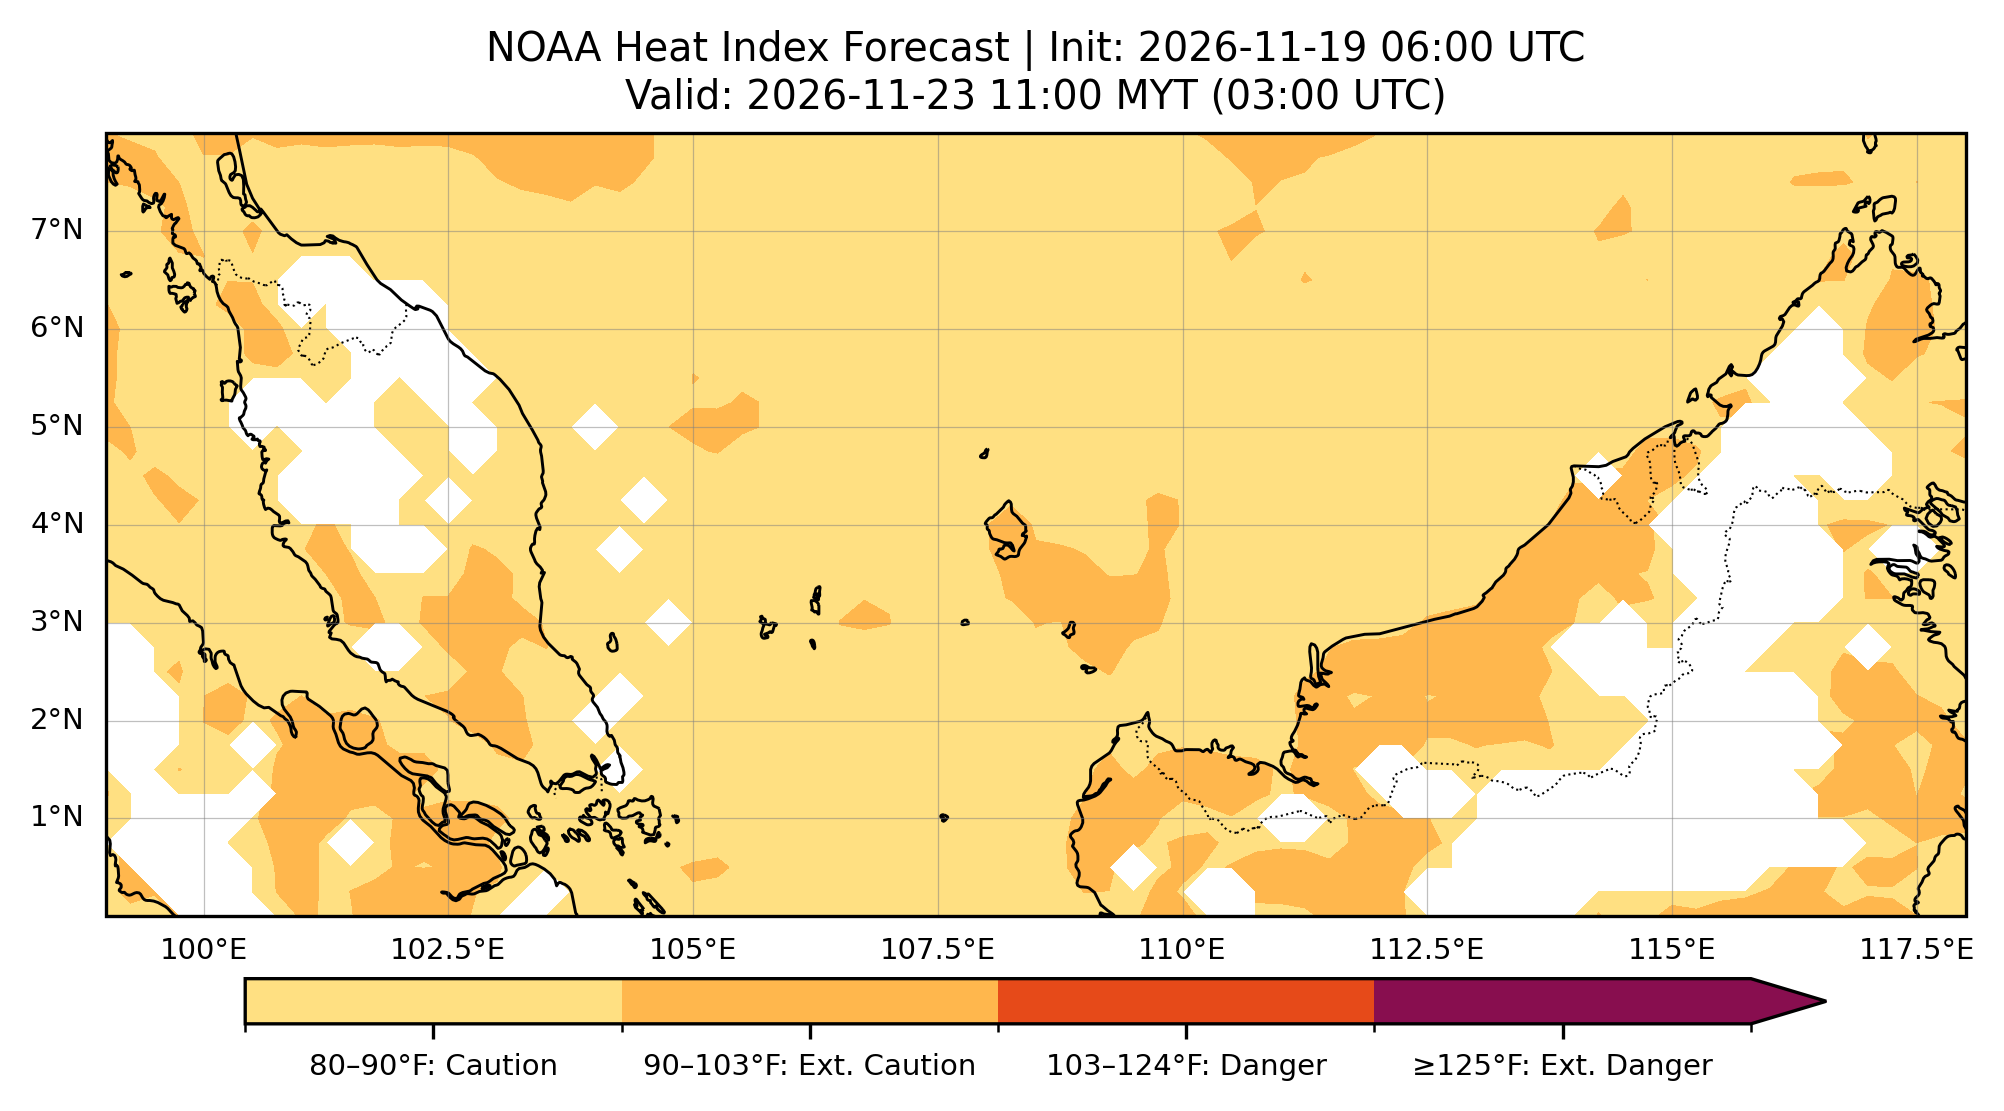 NOAA Heat Index Forecast | Init: 2026-11-19 06:00 UTC
Valid: 2026-11-23 11:00 MYT (03:00 UTC)
7°N
6°N
5°N
4°N
3°N
2°N
1°N
100°E 102.5°E 105°E 107.5°E 110°E 112.5°E 115°E 117.5°E
80–90°F: Caution 90–103°F: Ext. Caution 103–124°F: Danger ≥125°F: Ext. Danger